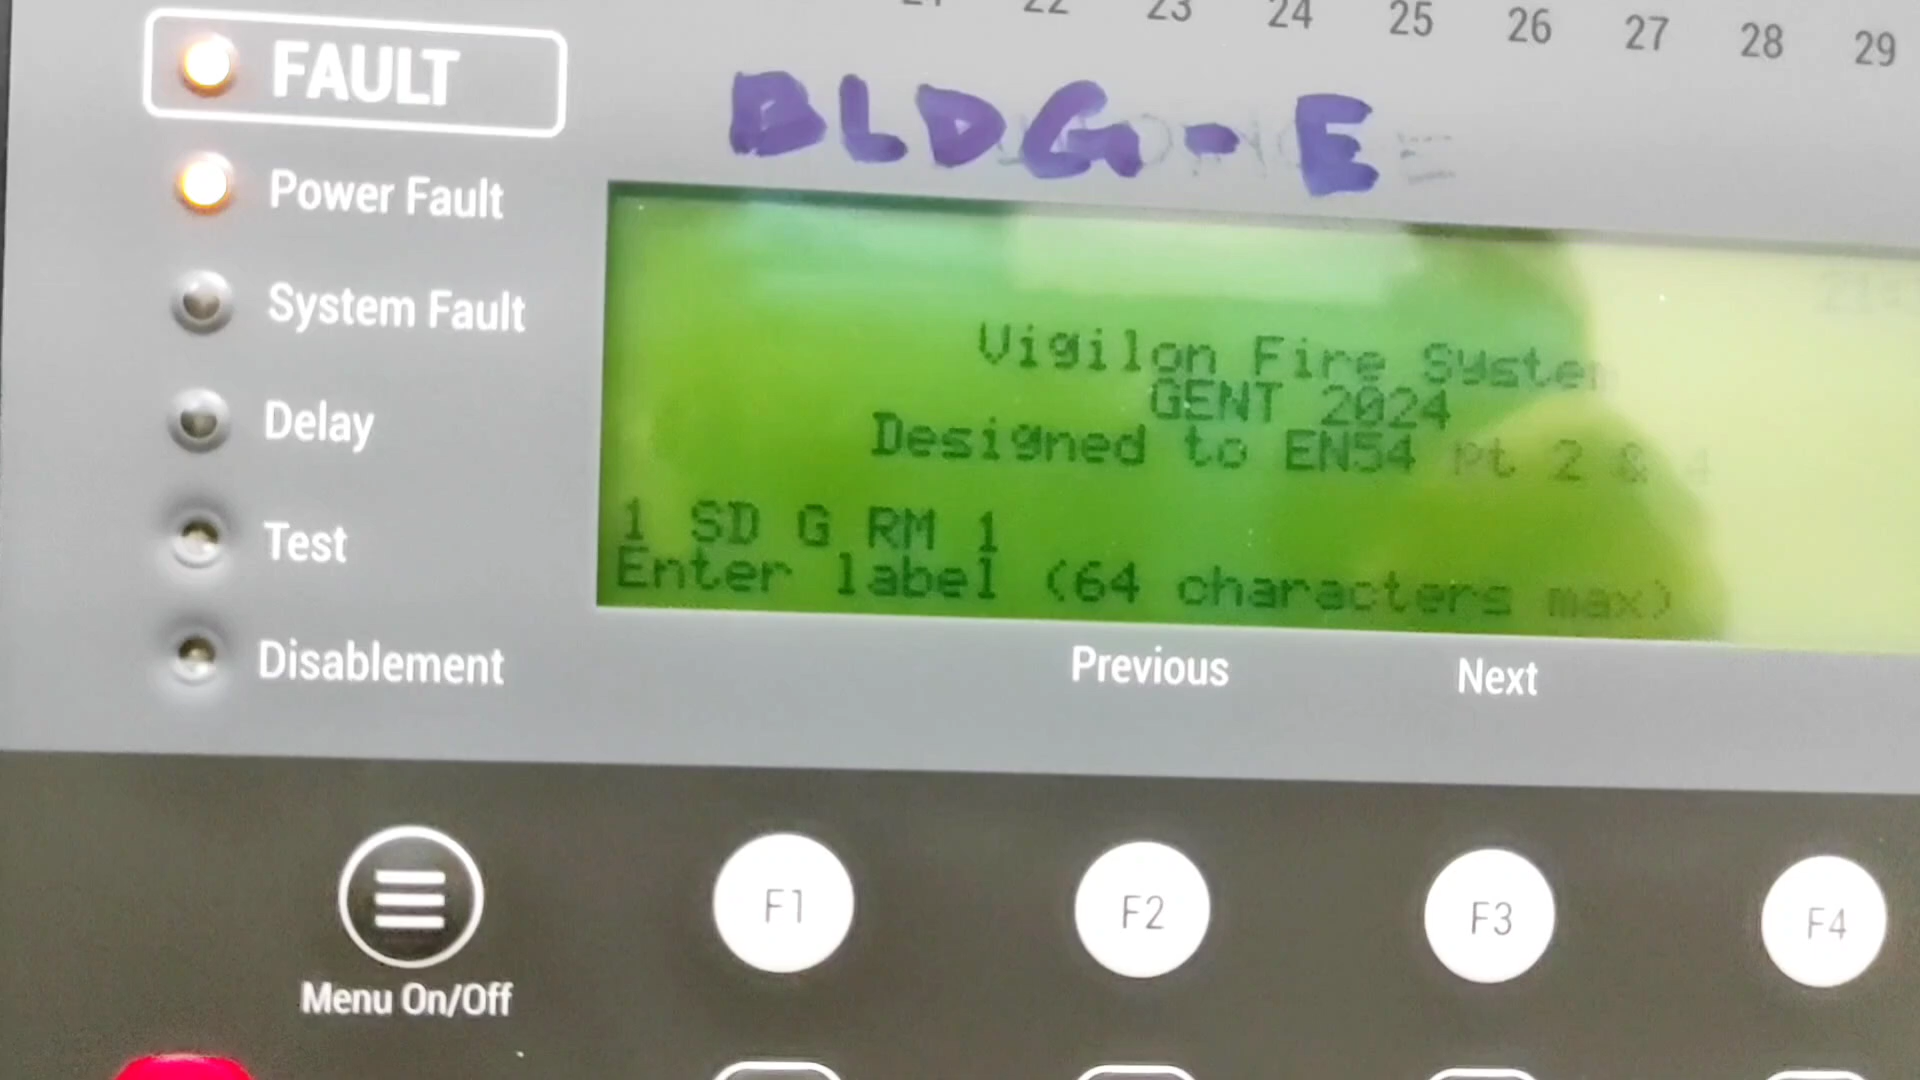 22 23 24 25 26 27 28 29
FAULT
BLDG-E
Power Fault
System Fault
Delay
Test
Disablement
Vigilon Fire System
GENT 2024
Designed to EN54 pt 2 & 4
1 SD G RM 1
Enter label (64 characters max)
Previous Next
F1 F2 F3 F4
Menu On/Off